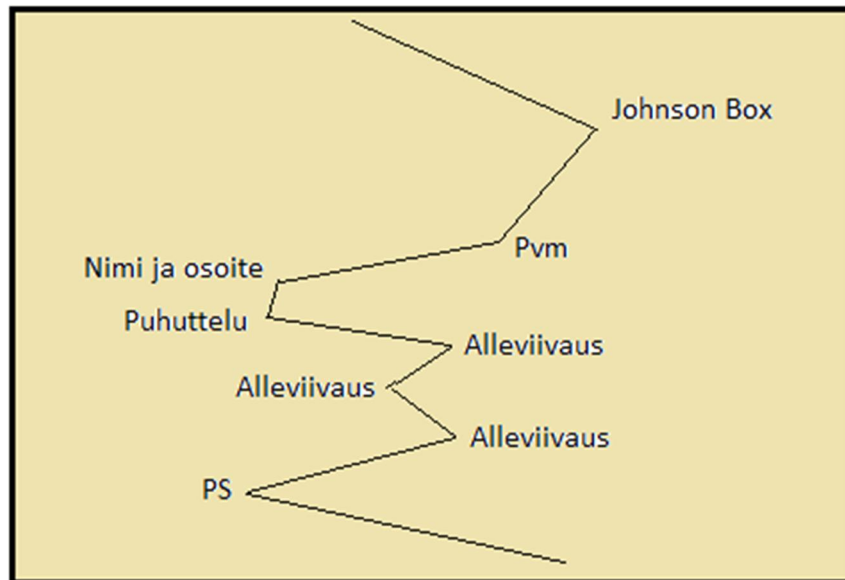 Johnson Box
Pvm
Nimi ja osoite
Puhuttelu
Alleviivaus
Alleviivaus
Alleviivaus
PS